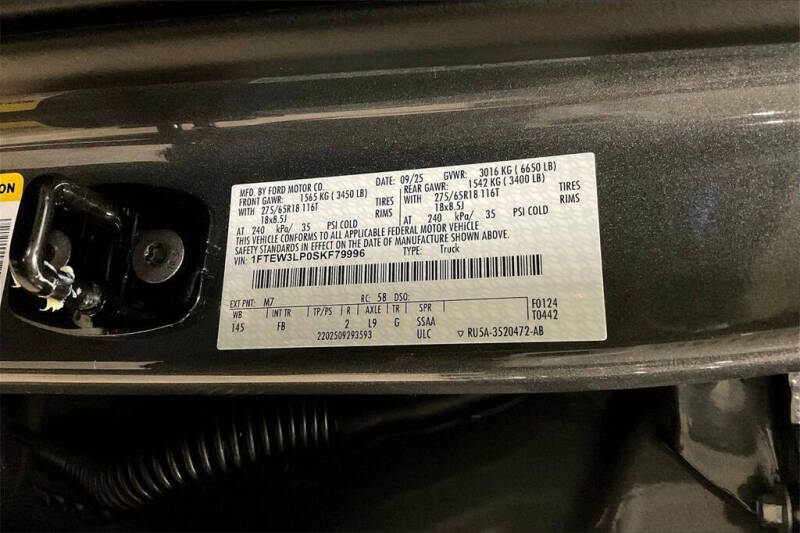 ON
MFD. BY FORD MOTOR CO.
DATE: 09/25 GVWR: 3016 KG ( 6650 LB)
FRONT GAWR: 1565 KG ( 3450 LB)
REAR GAWR: 1542 KG ( 3400 LB)
WITH 275/65R18 116T TIRES
WITH 275/65R18 116T TIRES
18x8.5J RIMS
18x8.5J RIMS
AT 240 kPa/ 35 PSI COLD
AT 240 kPa/ 35 PSI COLD
THIS VEHICLE CONFORMS TO ALL APPLICABLE FEDERAL MOTOR VEHICLE
SAFETY STANDARDS IN EFFECT ON THE DATE OF MANUFACTURE SHOWN ABOVE.
VIN: 1FTEW3LP0SKF79996 TYPE: Truck
EXT PNT: M7 RC: 58 DSO: F0124
WB INT TR TP/PS R AXLE TR SPR T0442
145 FB 2 L9 G SSAA
2202509293593 ULC ▽ RU5A-3520472-AB